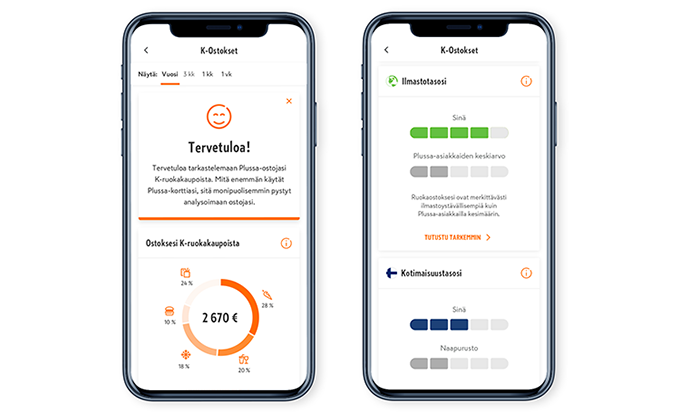 K-Ostokset
Näytä: Vuosi 3 kk 1 kk 1 vk
Tervetuloa!
Tervetuloa tarkastelemaan Plussa-ostojasi
K-ruokakaupoista. Mitä enemmän käytät
Plussa-korttiasi, sitä monipuolisemmin pystyt
analysoimaan ostojasi.
Ostoksesi K-ruokakaupoista
24 %
28 %
2 670 €
10 %
18 %
20 %
K-Ostokset
Ilmastotasosi
Sinä
Plussa-asiakkaiden keskiarvo
Ruokaostoksesi ovat merkittävästi
ilmastoystävällisempiä kuin
Plussa-asiakkailla keskimäärin.
TUTUSTU TARKEMMIN
Kotimaisuustasosi
Sinä
Naapurusto